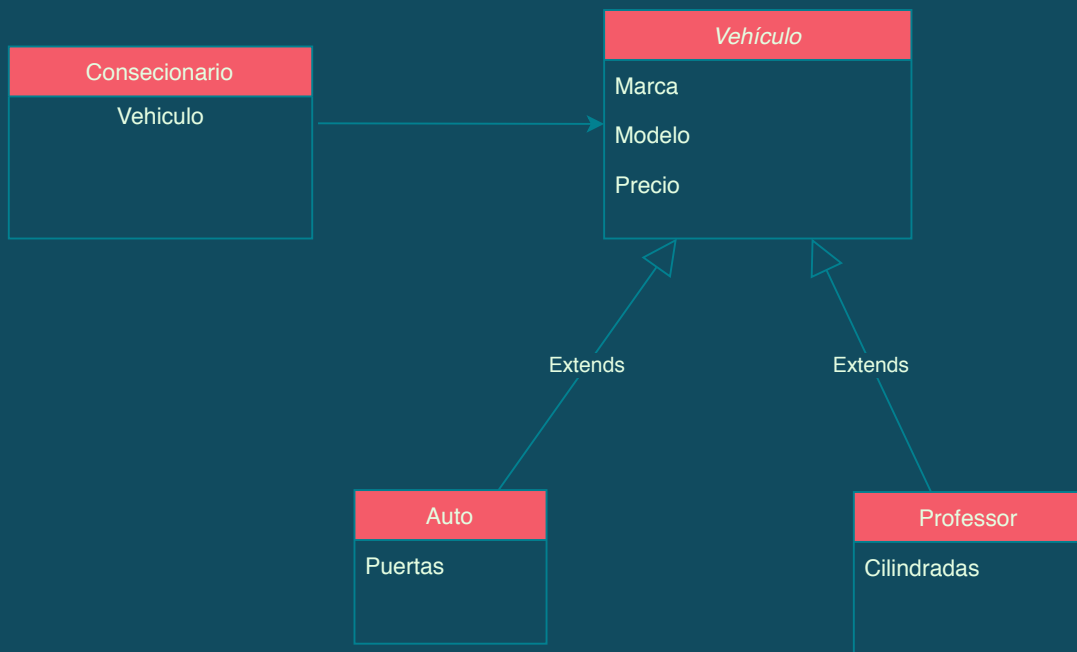 Consecionario
Vehiculo
Vehículo
Marca
Modelo
Precio
Extends
Extends
Auto
Puertas
Professor
Cilindradas